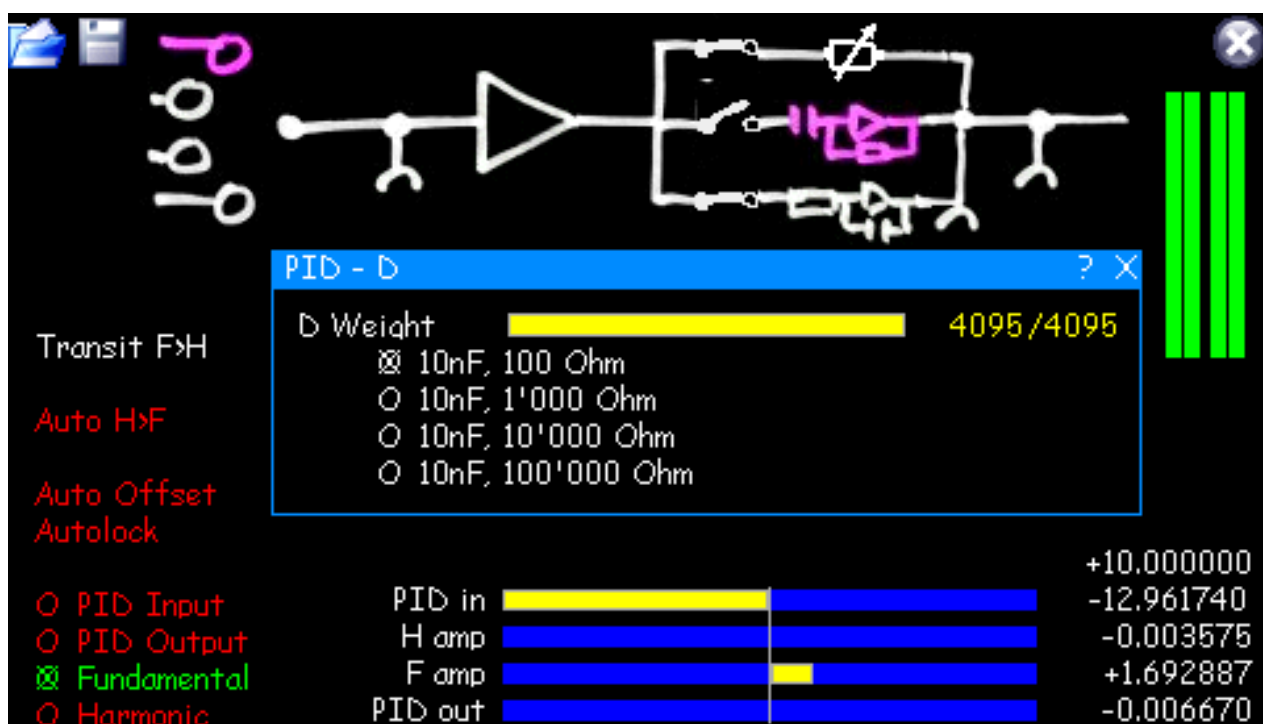 PID - D ? X
D Weight 4095/4095
10nF, 100 Ohm
10nF, 1'000 Ohm
10nF, 10'000 Ohm
10nF, 100'000 Ohm
Transit F>H
Auto H>F
Auto Offset
Autolock
+10.000000
PID Input PID in -12.961740
PID Output H amp -0.003575
Fundamental F amp +1.692887
Harmonic PID out -0.006670